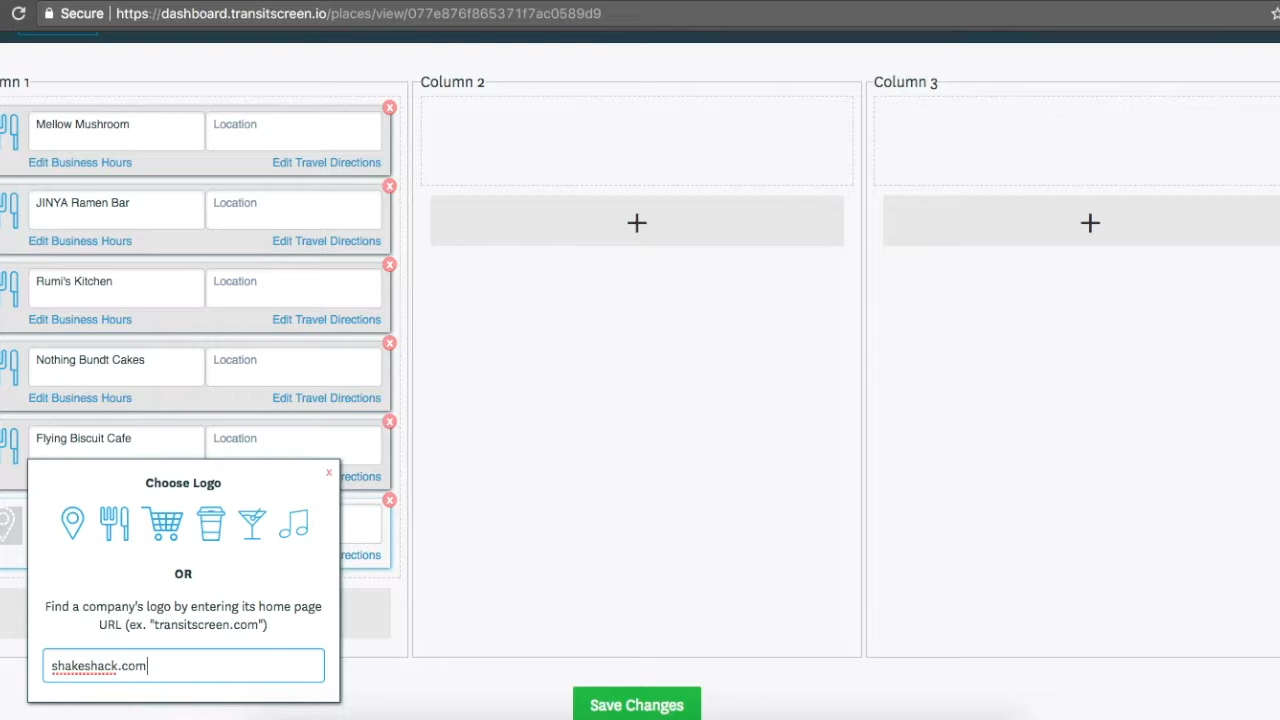 Secure | https://dashboard.transitscreen.io/places/view/077e876f865371f7ac0589d9
mn 1
Column 2
Column 3
x
Mellow Mushroom
Location
Edit Business Hours
Edit Travel Directions
x
JINYA Ramen Bar
Location
Edit Business Hours
Edit Travel Directions
x
Rumi's Kitchen
Location
Edit Business Hours
Edit Travel Directions
x
Nothing Bundt Cakes
Location
Edit Business Hours
Edit Travel Directions
x
Flying Biscuit Cafe
Location
rections
x
rections
x
Choose Logo
OR
Find a company's logo by entering its home page
URL (ex. "transitscreen.com")
shakeshack.com
Save Changes